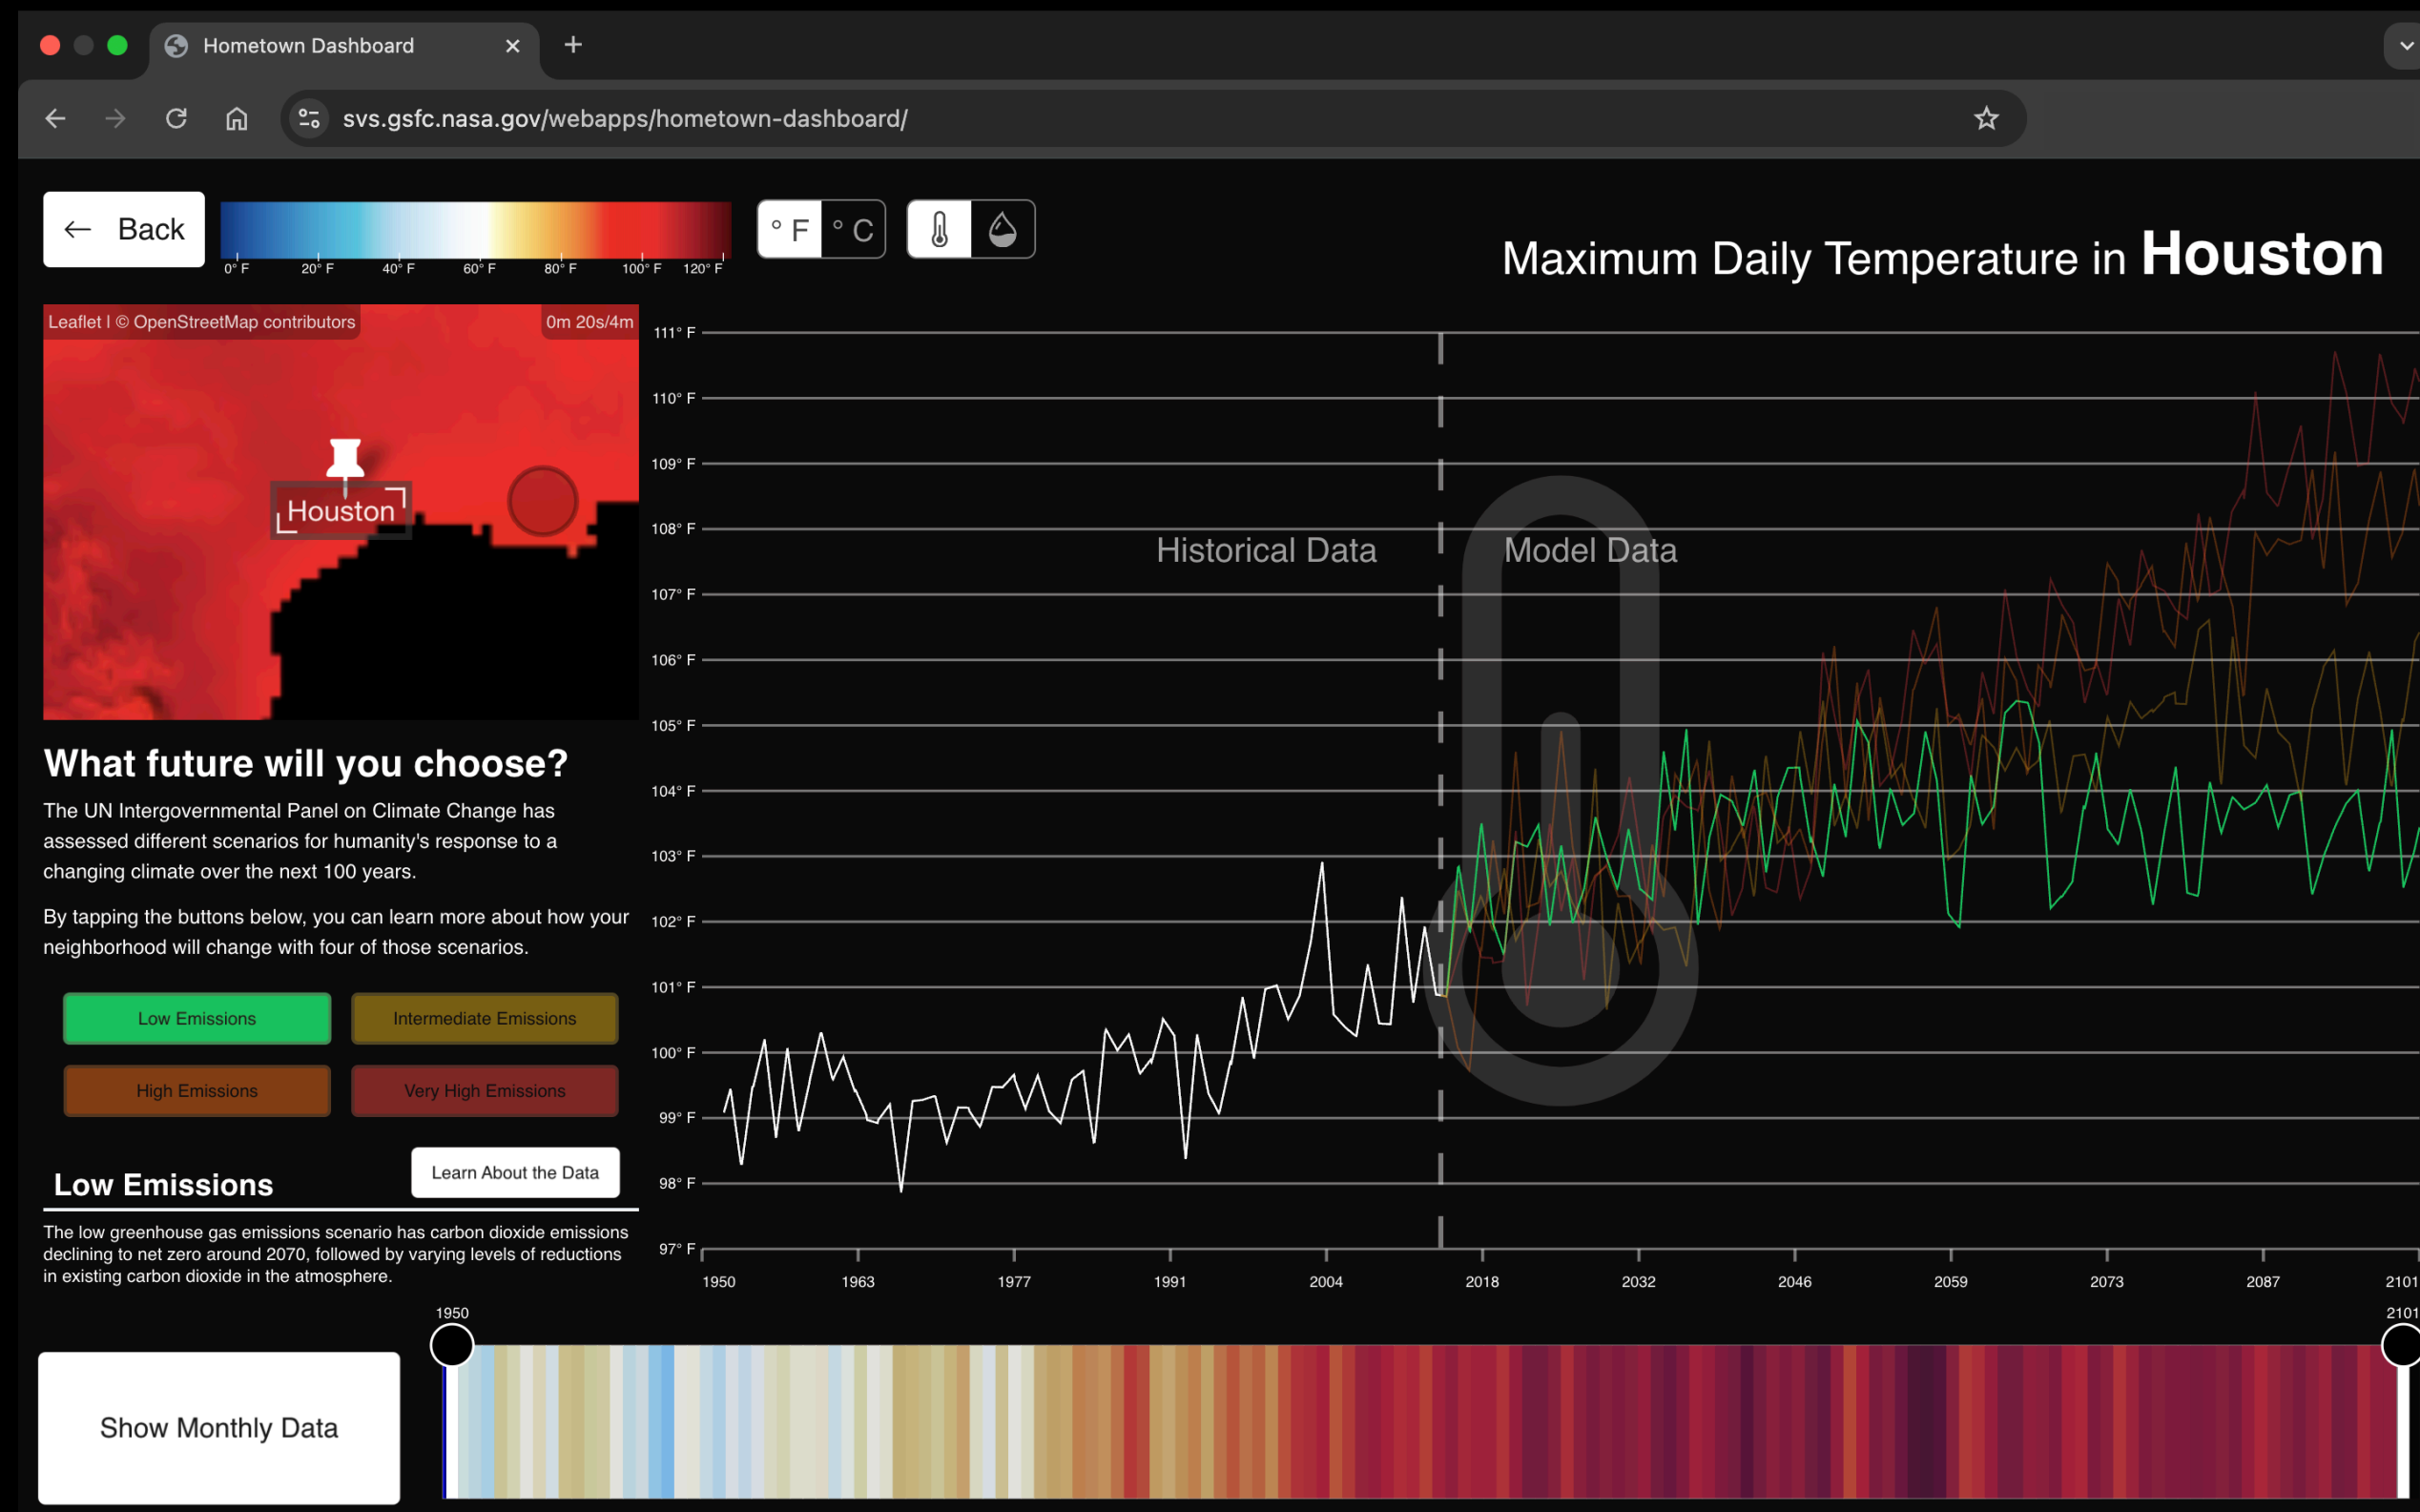 Hometown Dashboard
svs.gsfc.nasa.gov/webapps/hometown-dashboard/
← Back
0° F 20° F 40° F 60° F 80° F 100° F 120° F
° F ° C
Maximum Daily Temperature in Houston
Leaflet | © OpenStreetMap contributors
0m 20s/4m
Houston
What future will you choose?
The UN Intergovernmental Panel on Climate Change has
assessed different scenarios for humanity's response to a
changing climate over the next 100 years.
By tapping the buttons below, you can learn more about how your
neighborhood will change with four of those scenarios.
Low Emissions
Intermediate Emissions
High Emissions
Very High Emissions
Low Emissions
Learn About the Data
The low greenhouse gas emissions scenario has carbon dioxide emissions
declining to net zero around 2070, followed by varying levels of reductions
in existing carbon dioxide in the atmosphere.
111° F
110° F
109° F
108° F
107° F
106° F
105° F
104° F
103° F
102° F
101° F
100° F
99° F
98° F
97° F
Historical Data
Model Data
1950 1963 1977 1991 2004 2018 2032 2046 2059 2073 2087 2101
1950
2101
Show Monthly Data